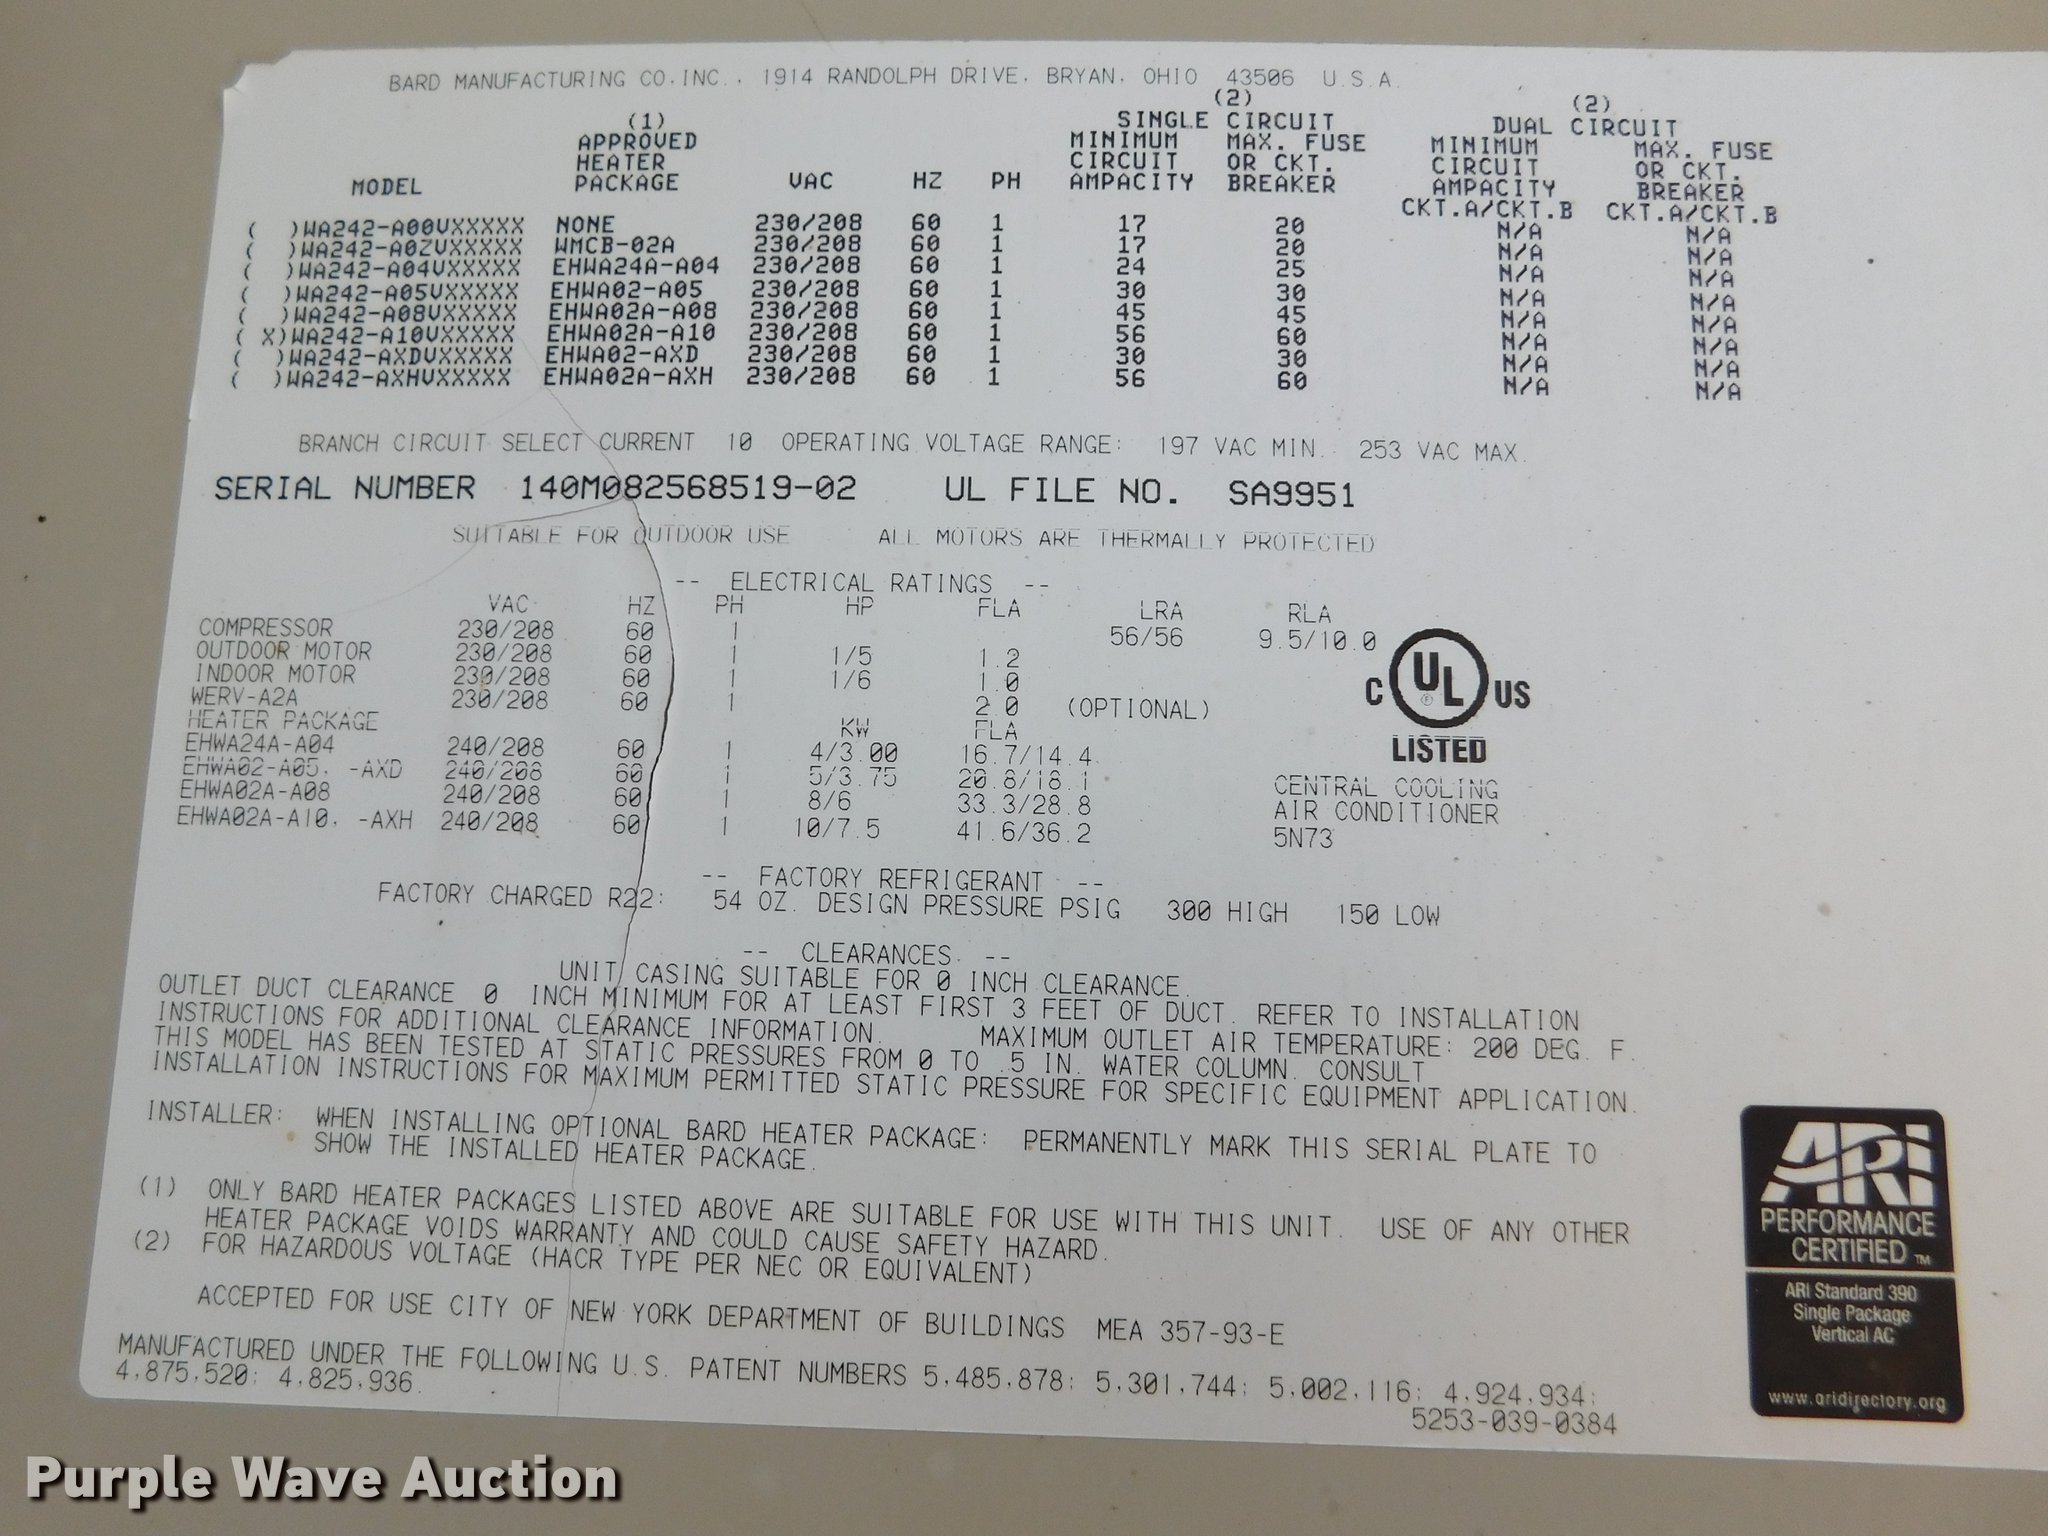 BARD MANUFACTURING CO.INC., 1914 RANDOLPH DRIVE, BRYAN, OHIO 43506 U.S.A.
(2) (2)
(1) SINGLE CIRCUIT DUAL CIRCUIT
APPROVED MINIMUM MAX. FUSE MINIMUM MAX. FUSE
HEATER CIRCUIT OR CKT. CIRCUIT OR CKT.
MODEL PACKAGE VAC HZ PH AMPACITY BREAKER AMPACITY BREAKER
CKT.A/CKT.B CKT.A/CKT.B
( )WA242-A00VXXXXX NONE 230/208 60 1 17 20 N/A N/A
( )WA242-A0ZVXXXXX WMCB-02A 230/208 60 1 17 20 N/A N/A
( )WA242-A04VXXXXX EHWA24A-A04 230/208 60 1 24 25 N/A N/A
( )WA242-A05VXXXXX EHWA02-A05 230/208 60 1 30 30 N/A N/A
( )WA242-A08VXXXXX EHWA02A-A08 230/208 60 1 45 45 N/A N/A
( X)WA242-A10VXXXXX EHWA02A-A10 230/208 60 1 56 60 N/A N/A
( )WA242-AXDVXXXXX EHWA02-AXD 230/208 60 1 30 30 N/A N/A
( )WA242-AXHVXXXXX EHWA02A-AXH 230/208 60 1 56 60 N/A N/A
BRANCH CIRCUIT SELECT CURRENT 10 OPERATING VOLTAGE RANGE: 197 VAC MIN. 253 VAC MAX.
SERIAL NUMBER 140M082568519-02 UL FILE NO. SA9951
SUITABLE FOR OUTDOOR USE ALL MOTORS ARE THERMALLY PROTECTED
-- ELECTRICAL RATINGS --
VAC HZ PH HP FLA LRA RLA
COMPRESSOR 230/208 60 1 56/56 9.5/10.0
OUTDOOR MOTOR 230/208 60 1 1/5 1.2
INDOOR MOTOR 230/208 60 1 1/6 1.0
WERV-A2A 230/208 60 1 2.0 (OPTIONAL)
HEATER PACKAGE KW FLA
EHWA24A-A04 240/208 60 1 4/3.00 16.7/14.4
EHWA02-A05, -AXD 240/208 60 1 5/3.75 20.8/18.1
EHWA02A-A08 240/208 60 1 8/6 33.3/28.8
EHWA02A-A10, -AXH 240/208 60 1 10/7.5 41.6/36.2
C UL US
LISTED
CENTRAL COOLING
AIR CONDITIONER
5N73
-- FACTORY REFRIGERANT --
FACTORY CHARGED R22: 54 OZ. DESIGN PRESSURE PSIG 300 HIGH 150 LOW
-- CLEARANCES --
UNIT CASING SUITABLE FOR 0 INCH CLEARANCE.
OUTLET DUCT CLEARANCE 0 INCH MINIMUM FOR AT LEAST FIRST 3 FEET OF DUCT. REFER TO INSTALLATION
INSTRUCTIONS FOR ADDITIONAL CLEARANCE INFORMATION. MAXIMUM OUTLET AIR TEMPERATURE: 200 DEG. F.
THIS MODEL HAS BEEN TESTED AT STATIC PRESSURES FROM 0 TO .5 IN. WATER COLUMN. CONSULT
INSTALLATION INSTRUCTIONS FOR MAXIMUM PERMITTED STATIC PRESSURE FOR SPECIFIC EQUIPMENT APPLICATION.
INSTALLER: WHEN INSTALLING OPTIONAL BARD HEATER PACKAGE: PERMANENTLY MARK THIS SERIAL PLATE TO
SHOW THE INSTALLED HEATER PACKAGE.
(1) ONLY BARD HEATER PACKAGES LISTED ABOVE ARE SUITABLE FOR USE WITH THIS UNIT. USE OF ANY OTHER
HEATER PACKAGE VOIDS WARRANTY AND COULD CAUSE SAFETY HAZARD.
(2) FOR HAZARDOUS VOLTAGE (HACR TYPE PER NEC OR EQUIVALENT)
ACCEPTED FOR USE CITY OF NEW YORK DEPARTMENT OF BUILDINGS MEA 357-93-E
MANUFACTURED UNDER THE FOLLOWING U.S. PATENT NUMBERS 5,485,878; 5,301,744; 5,002,116; 4,924,934;
4,875,520; 4,825,936.
5253-039-0384
ARI
PERFORMANCE
CERTIFIED ™
ARI Standard 390
Single Package
Vertical AC
www.aridirectory.org
Purple Wave Auction